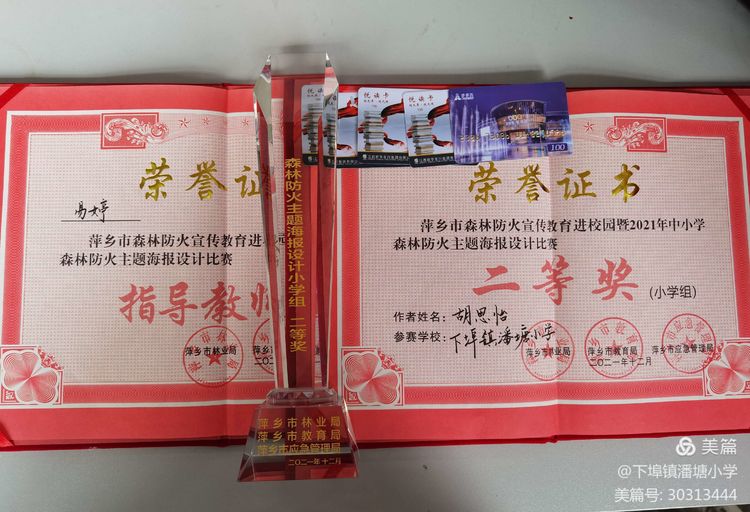 荣誉证
易婷
萍乡市森林防火宣传教育进
森林防火主题海报设计比赛
指导教师
萍乡市林业局
森林防火主题海报设计小学组 二等奖
萍乡市林业局
萍乡市教育局
萍乡市应急管理局
二〇二一年十二月
悦读卡
悦读卡
100
荣誉证书
萍乡市森林防火宣传教育进校园暨2021年中小学
森林防火主题海报设计比赛
二等奖
(小学组)
作者姓名：胡思怡
参赛学校：下埠镇潘塘小学
萍乡市林业局 萍乡市教育局 萍乡市应急管理局
二〇二一年十二月
美篇
@下埠镇潘塘小学
美篇号: 30313444